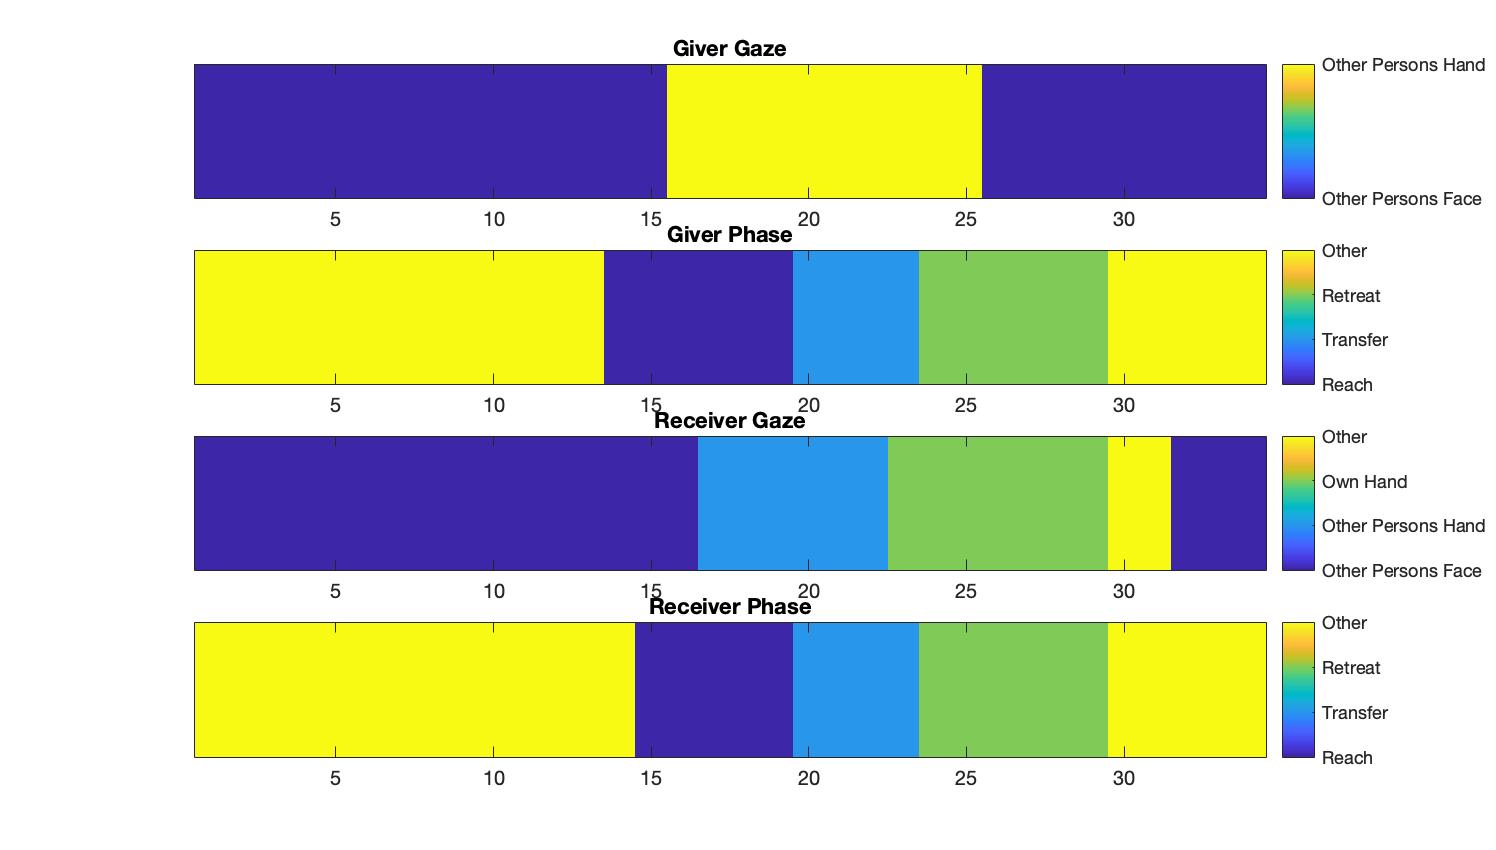 Giver Gaze
Other Persons Hand
Other Persons Face
5 10 15 20 25 30
Giver Phase
Other
Retreat
Transfer
Reach
5 10 15 20 25 30
Receiver Gaze
Other
Own Hand
Other Persons Hand
Other Persons Face
5 10 15 20 25 30
Receiver Phase
Other
Retreat
Transfer
Reach
5 10 15 20 25 30